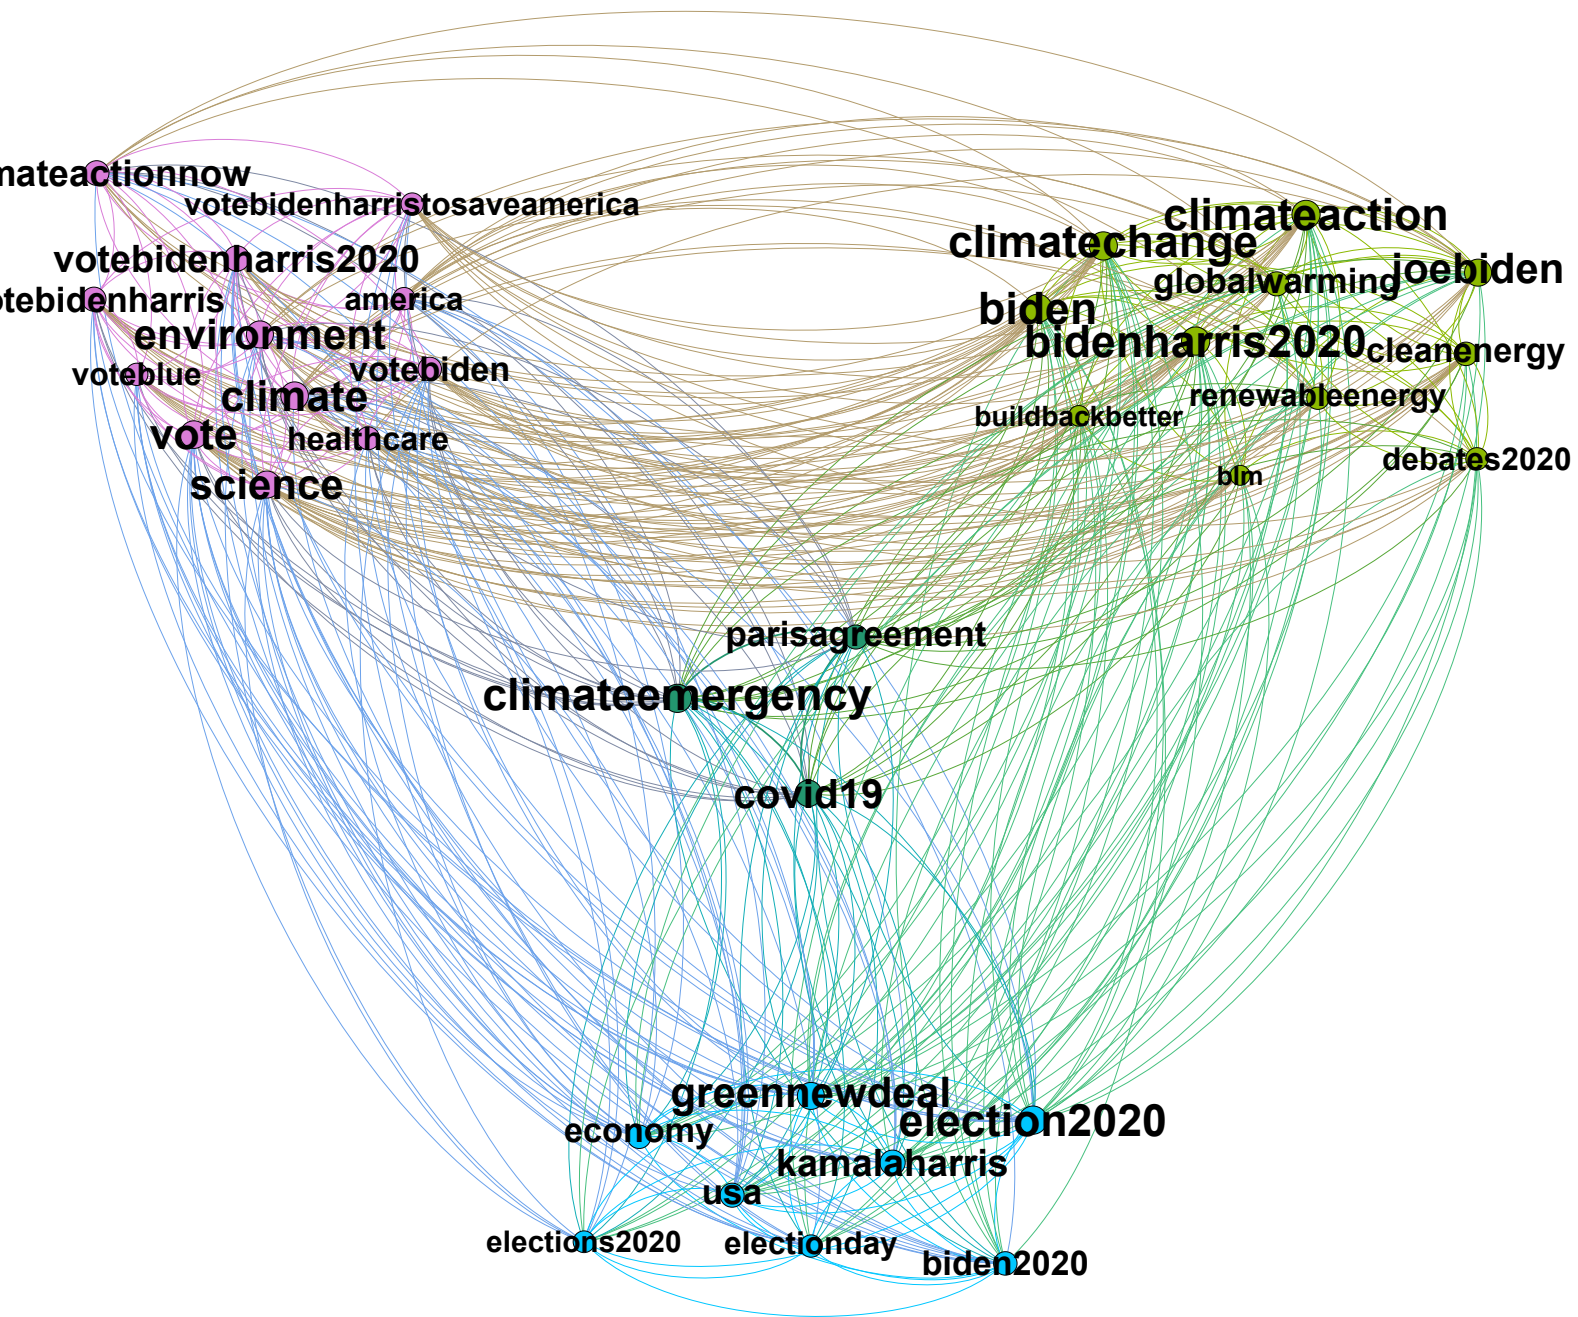 mateactionnow
votebidenharristosaveamerica
votebidenharris2020
otebidenharris
america
environment
voteblue
votebiden
climate
vote
healthcare
science
climateaction
climatechange
globalwarming
joebiden
biden
bidenharris2020
cleanenergy
renewableenergy
buildbackbetter
debates2020
blm
parisagreement
climateemergency
covid19
greennewdeal
election2020
economy
kamalaharris
usa
elections2020
electionday
biden2020